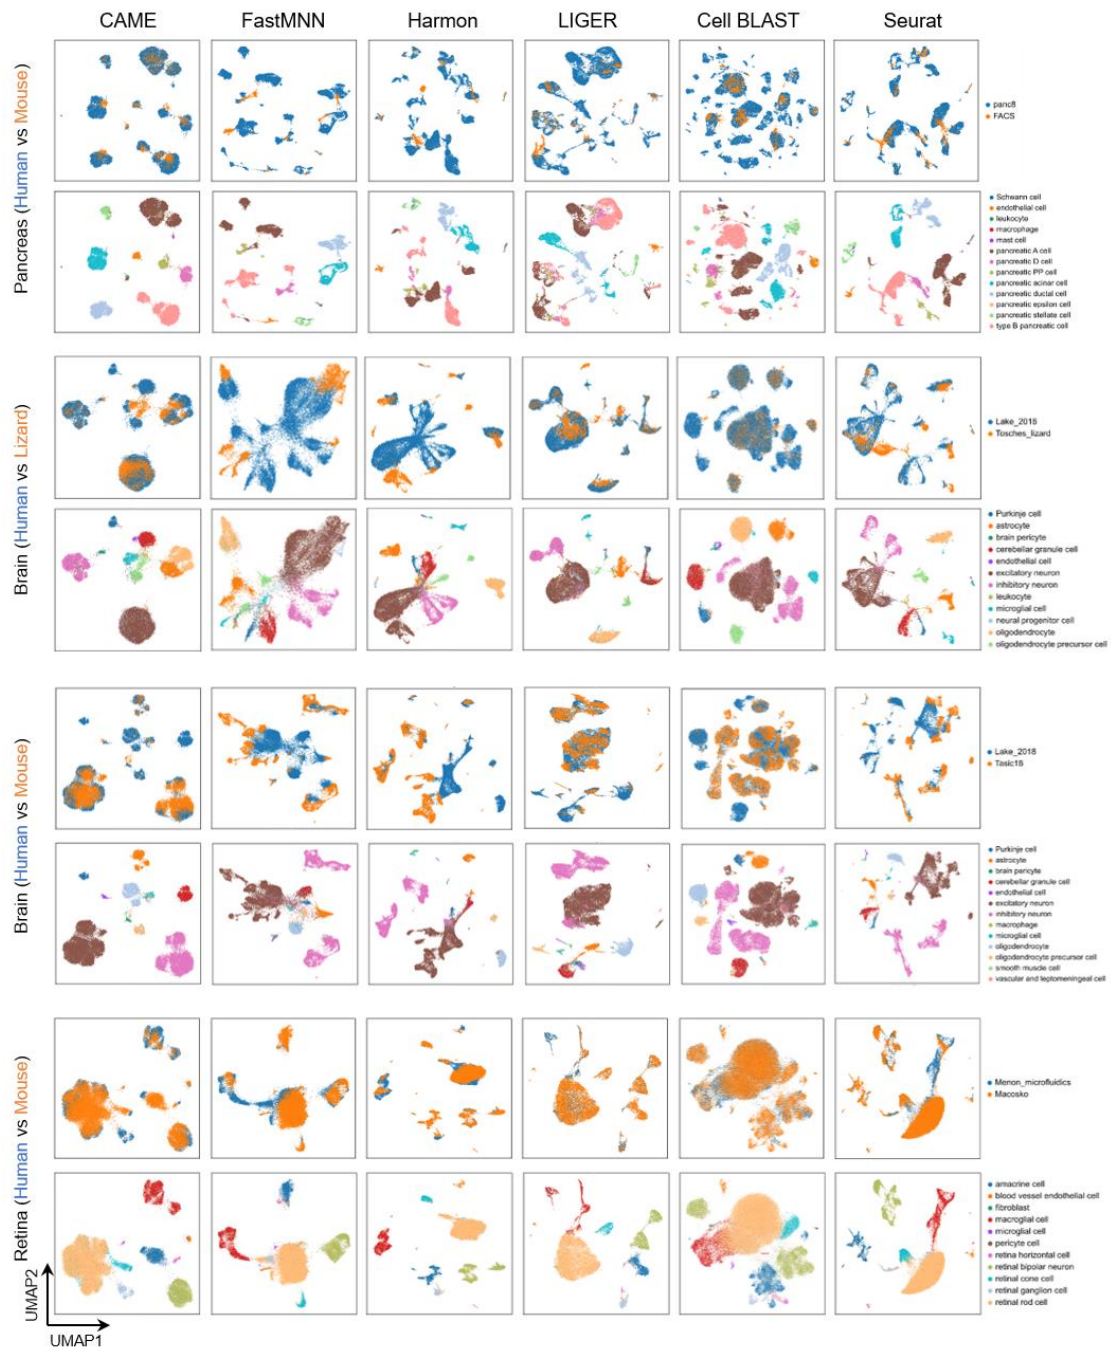 CAME FastMNN Harmon LIGER Cell BLAST Seurat
Pancreas (Human vs Mouse)
panc8
FACS
Schwann cell
endothelial cell
leukocyte
macrophage
mast cell
pancreatic A cell
pancreatic D cell
pancreatic PP cell
pancreatic acinar cell
pancreatic ductal cell
pancreatic epsilon cell
pancreatic stellate cell
type B pancreatic cell
Brain (Human vs Lizard)
Lake_2018
Tosches_lizard
Purkinje cell
astrocyte
brain pericyte
cerebellar granule cell
endothelial cell
excitatory neuron
inhibitory neuron
leukocyte
microglial cell
neural progenitor cell
oligodendrocyte
oligodendrocyte precursor cell
Brain (Human vs Mouse)
Lake_2018
Tasic18
Purkinje cell
astrocyte
brain pericyte
cerebellar granule cell
endothelial cell
excitatory neuron
inhibitory neuron
macrophage
microglial cell
oligodendrocyte
oligodendrocyte precursor cell
smooth muscle cell
vascular and leptomeningeal cell
Retina (Human vs Mouse)
Menon_microfluidics
Macosko
amacrine cell
blood vessel endothelial cell
fibroblast
macroglial cell
microglial cell
pericyte cell
retina horizontal cell
retinal bipolar neuron
retinal cone cell
retinal ganglion cell
retinal rod cell
UMAP2
UMAP1